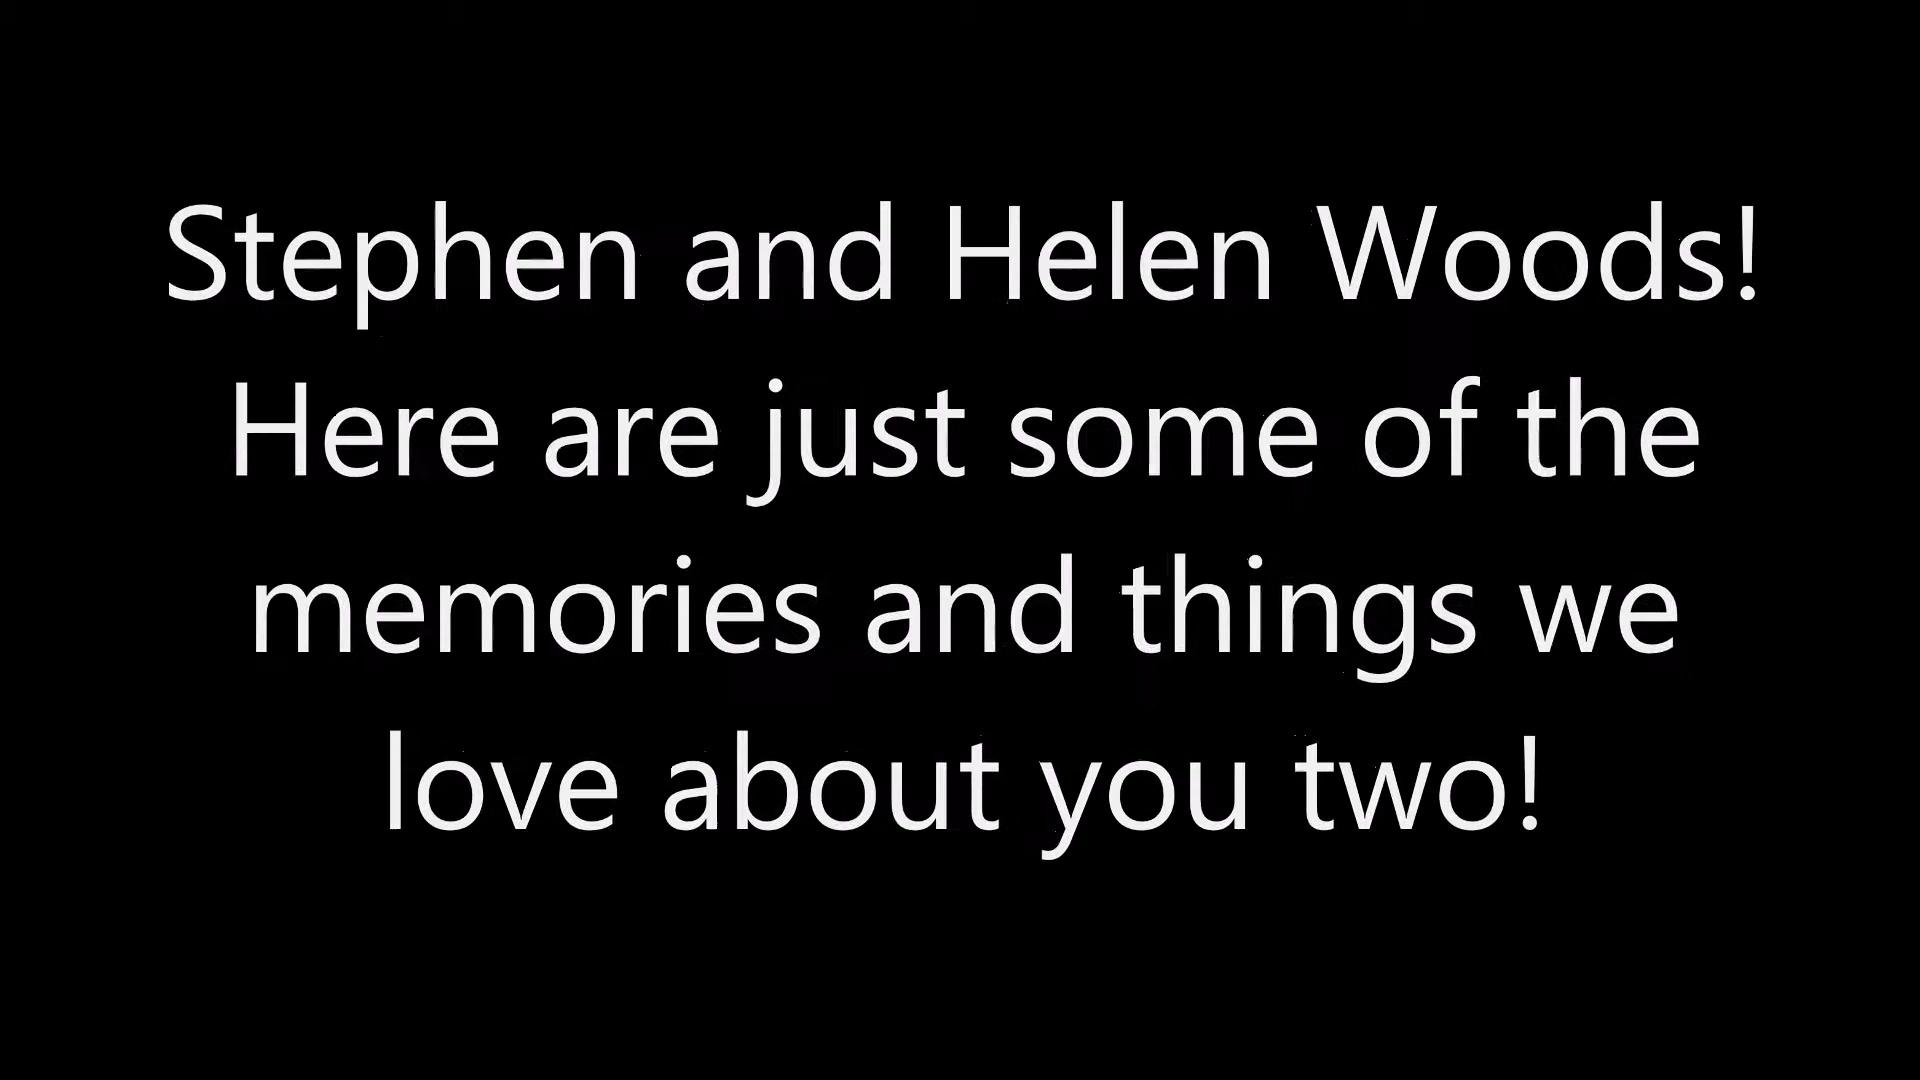 Stephen and Helen Woods!
Here are just some of the
memories and things we
love about you two!